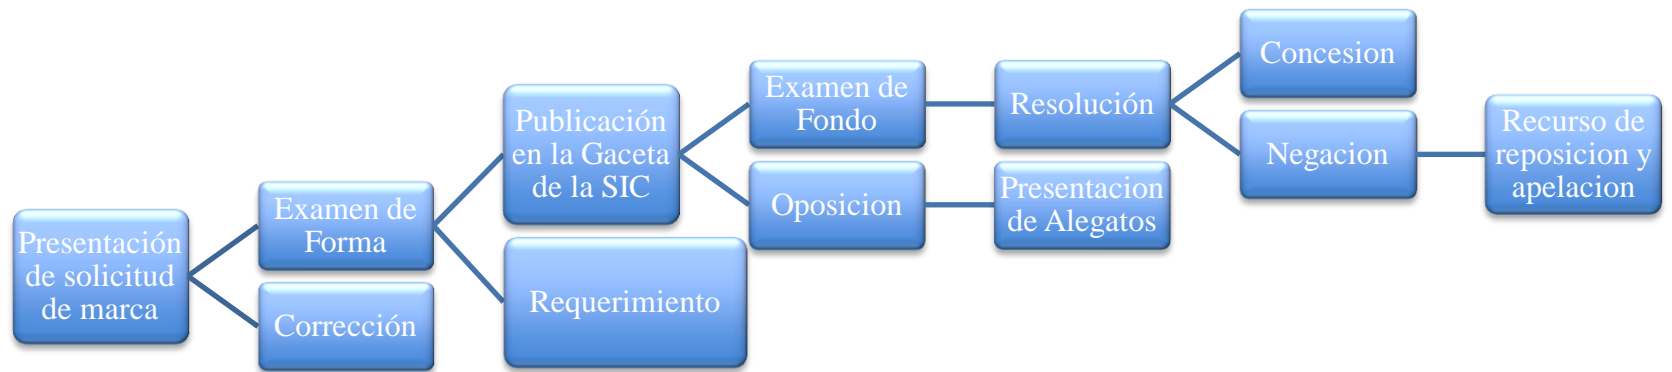 Presentación
de solicitud
de marca
Examen de
Forma
Corrección
Publicación
en la Gaceta
de la SIC
Requerimiento
Examen de
Fondo
Oposicion
Resolución
Presentacion
de Alegatos
Concesion
Negacion
Recurso de
reposicion y
apelacion